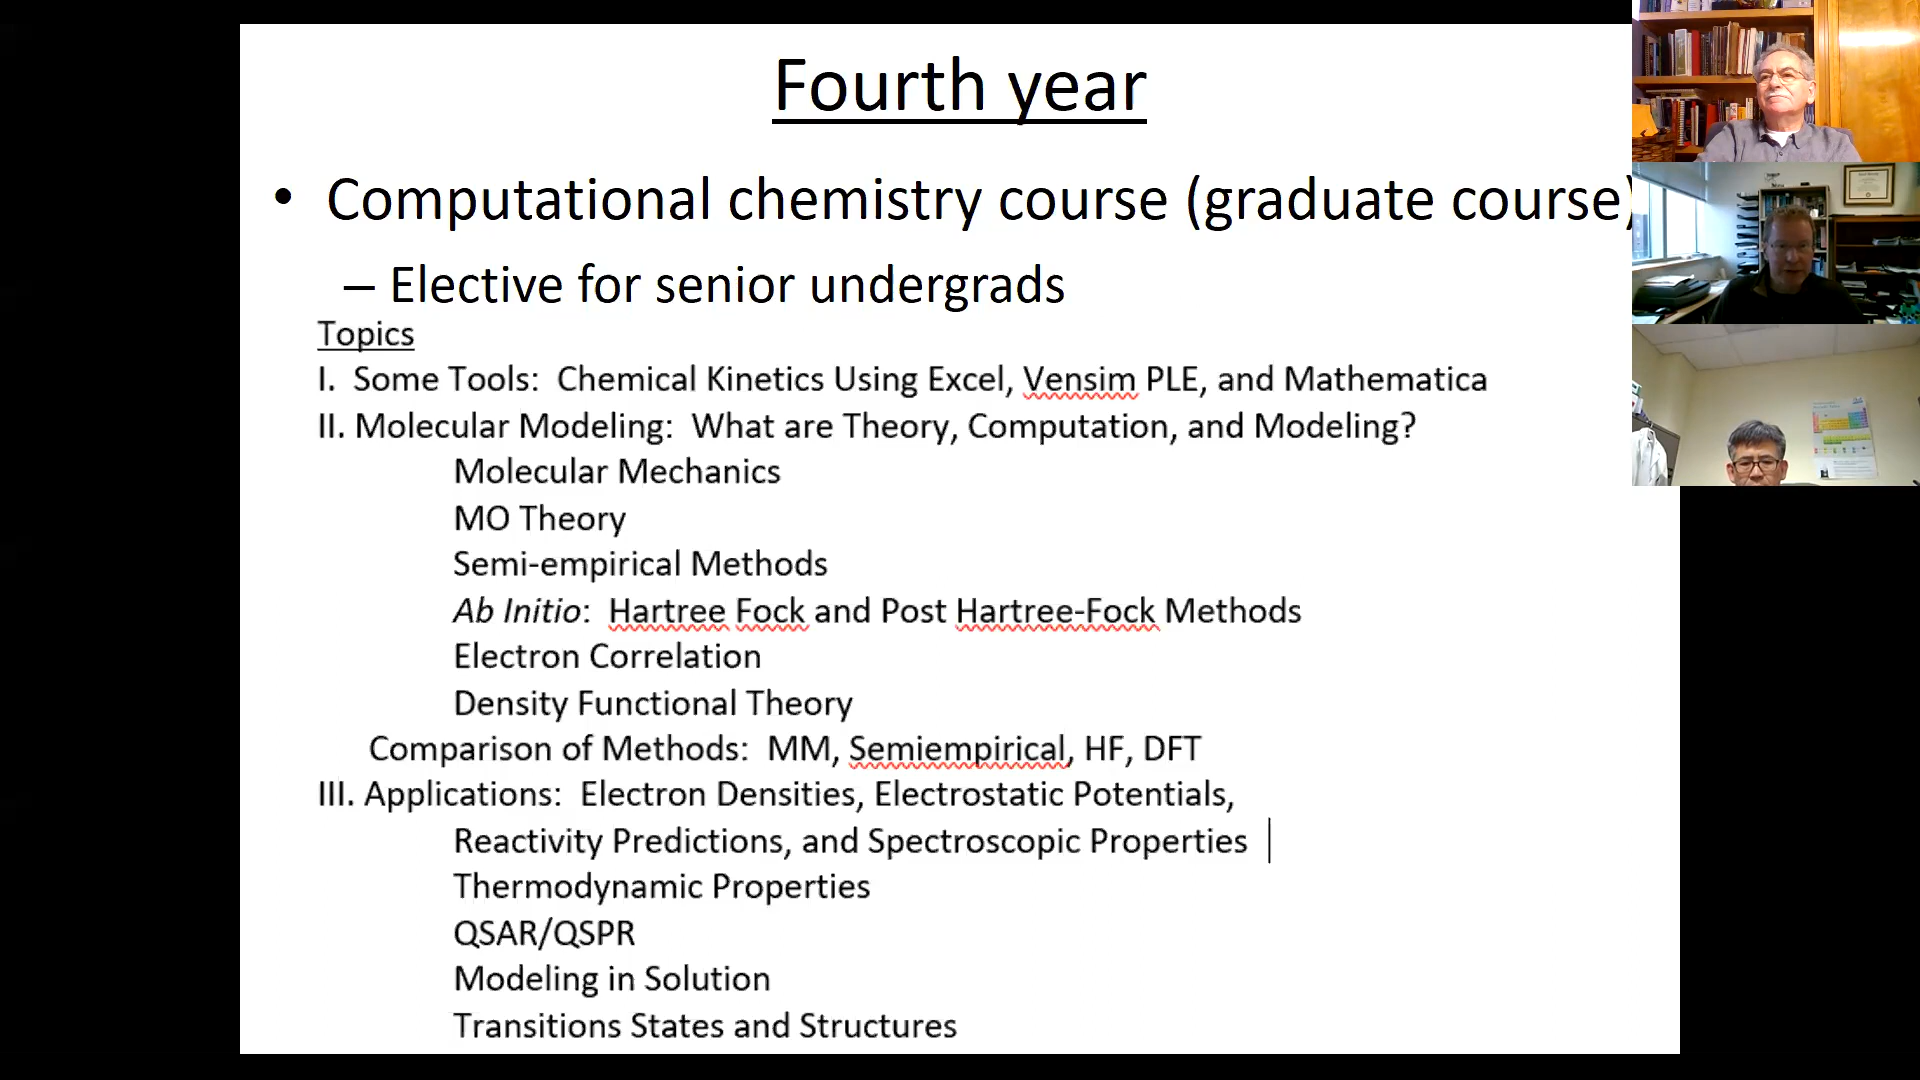 Fourth year
• Computational chemistry course (graduate course)
– Elective for senior undergrads
Topics
I. Some Tools: Chemical Kinetics Using Excel, Vensim PLE, and Mathematica
II. Molecular Modeling: What are Theory, Computation, and Modeling?
Molecular Mechanics
MO Theory
Semi-empirical Methods
Ab Initio: Hartree Fock and Post Hartree-Fock Methods
Electron Correlation
Density Functional Theory
Comparison of Methods: MM, Semiempirical, HF, DFT
III. Applications: Electron Densities, Electrostatic Potentials,
Reactivity Predictions, and Spectroscopic Properties
Thermodynamic Properties
QSAR/QSPR
Modeling in Solution
Transitions States and Structures